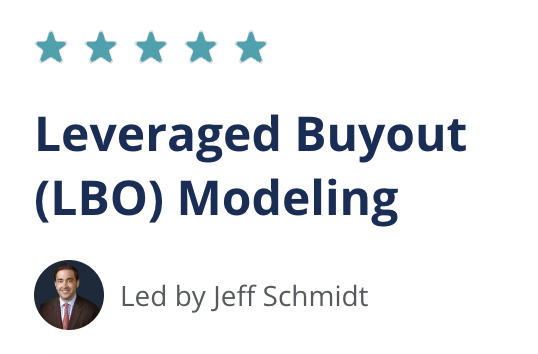 Leveraged Buyout
(LBO) Modeling
Led by Jeff Schmidt